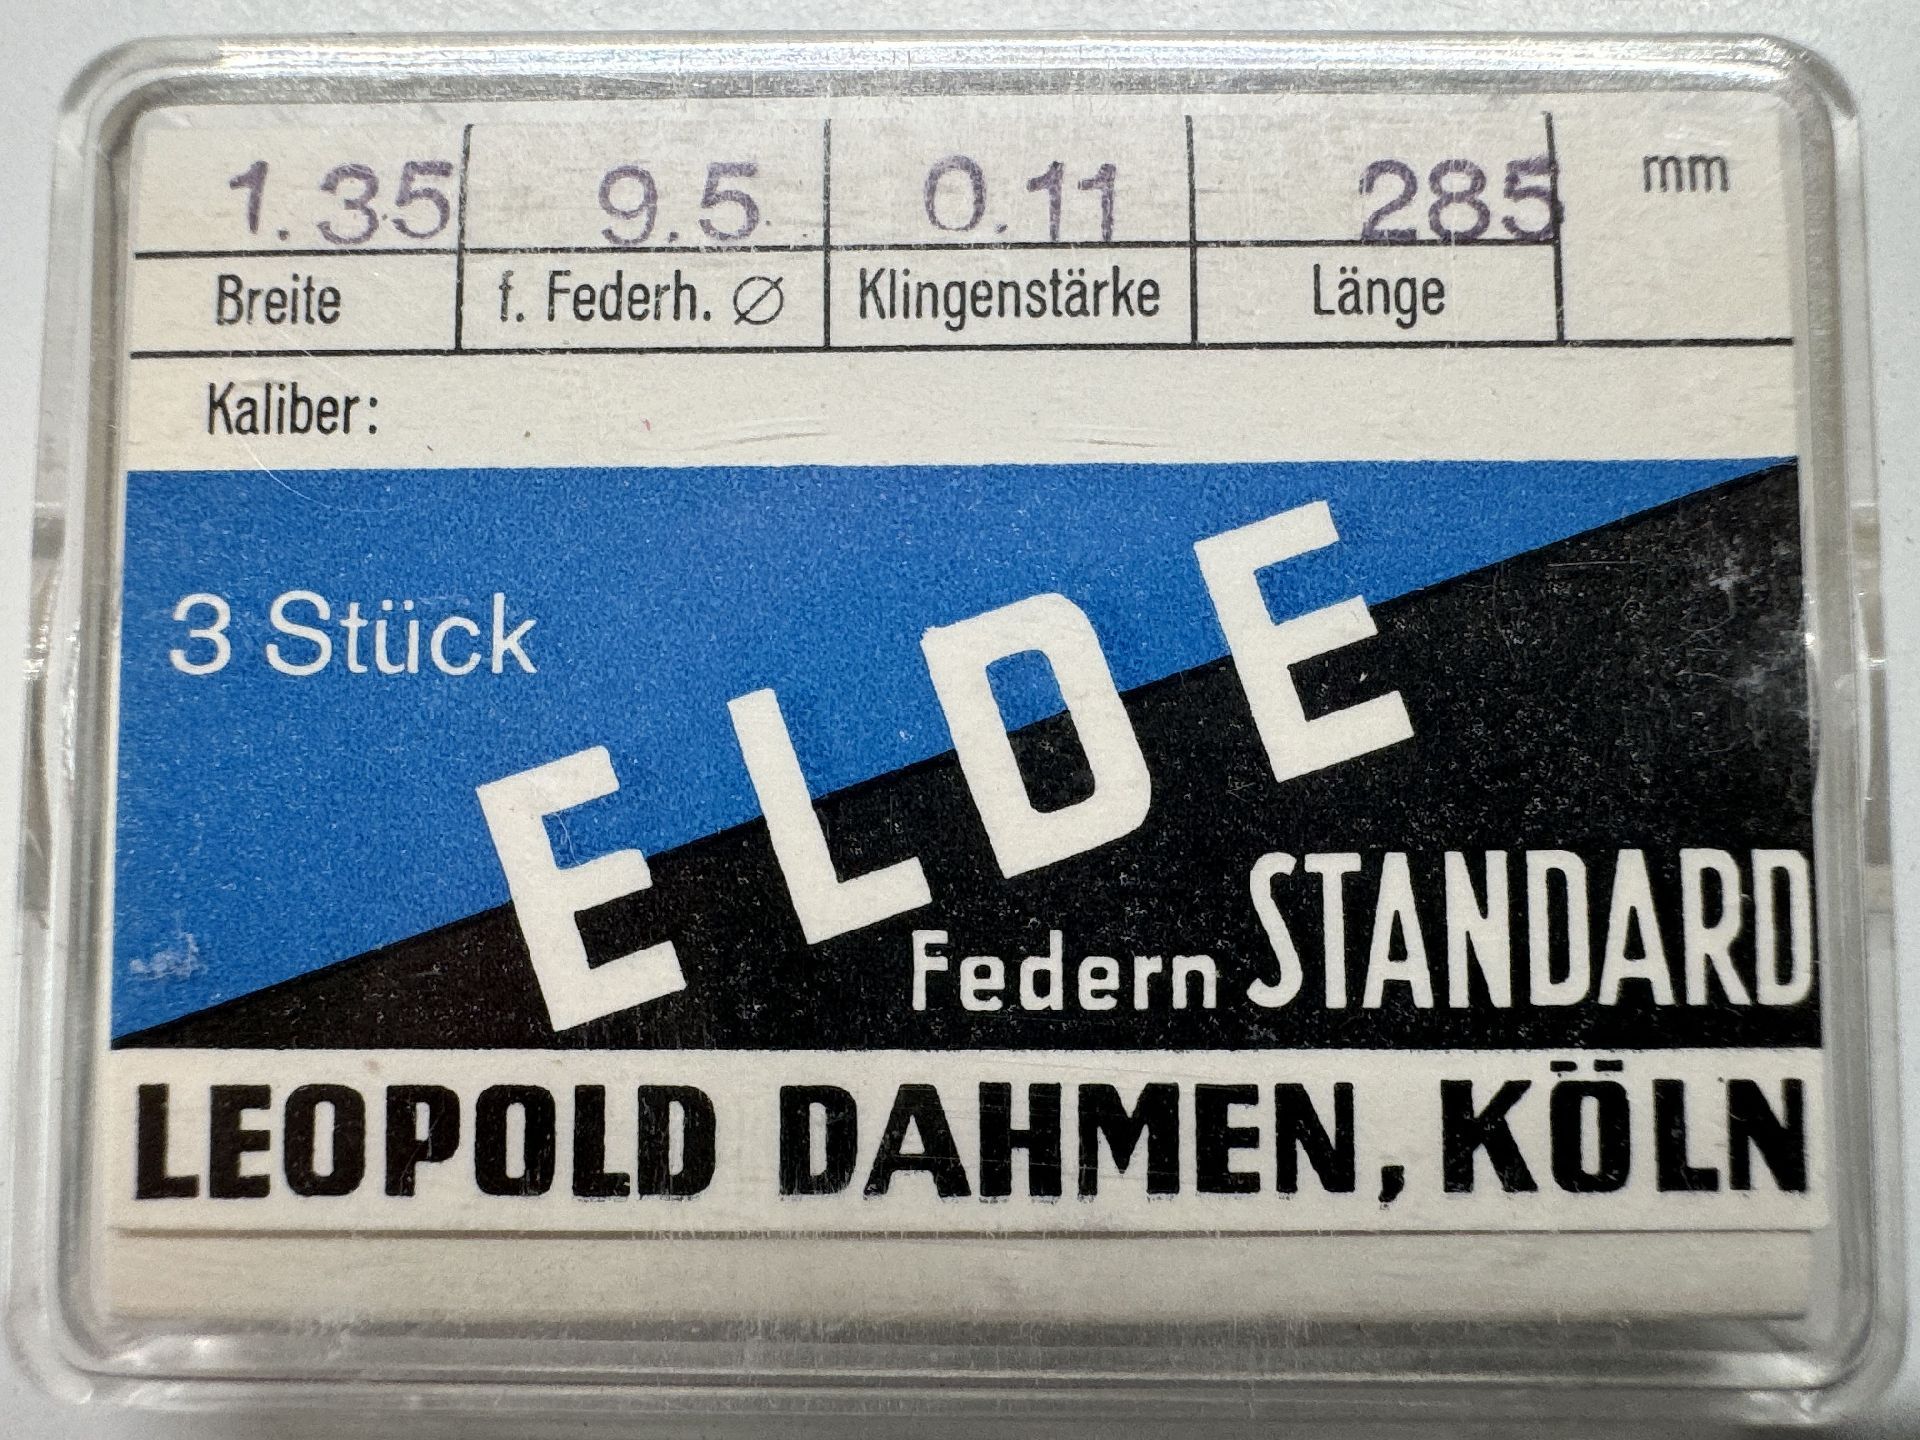 1.35 9.5 0.11 285 mm
Breite f. Federh. ∅ Klingenstärke Länge
Kaliber:
3 Stück
ELDE
Federn STANDARD
LEOPOLD DAHMEN, KÖLN